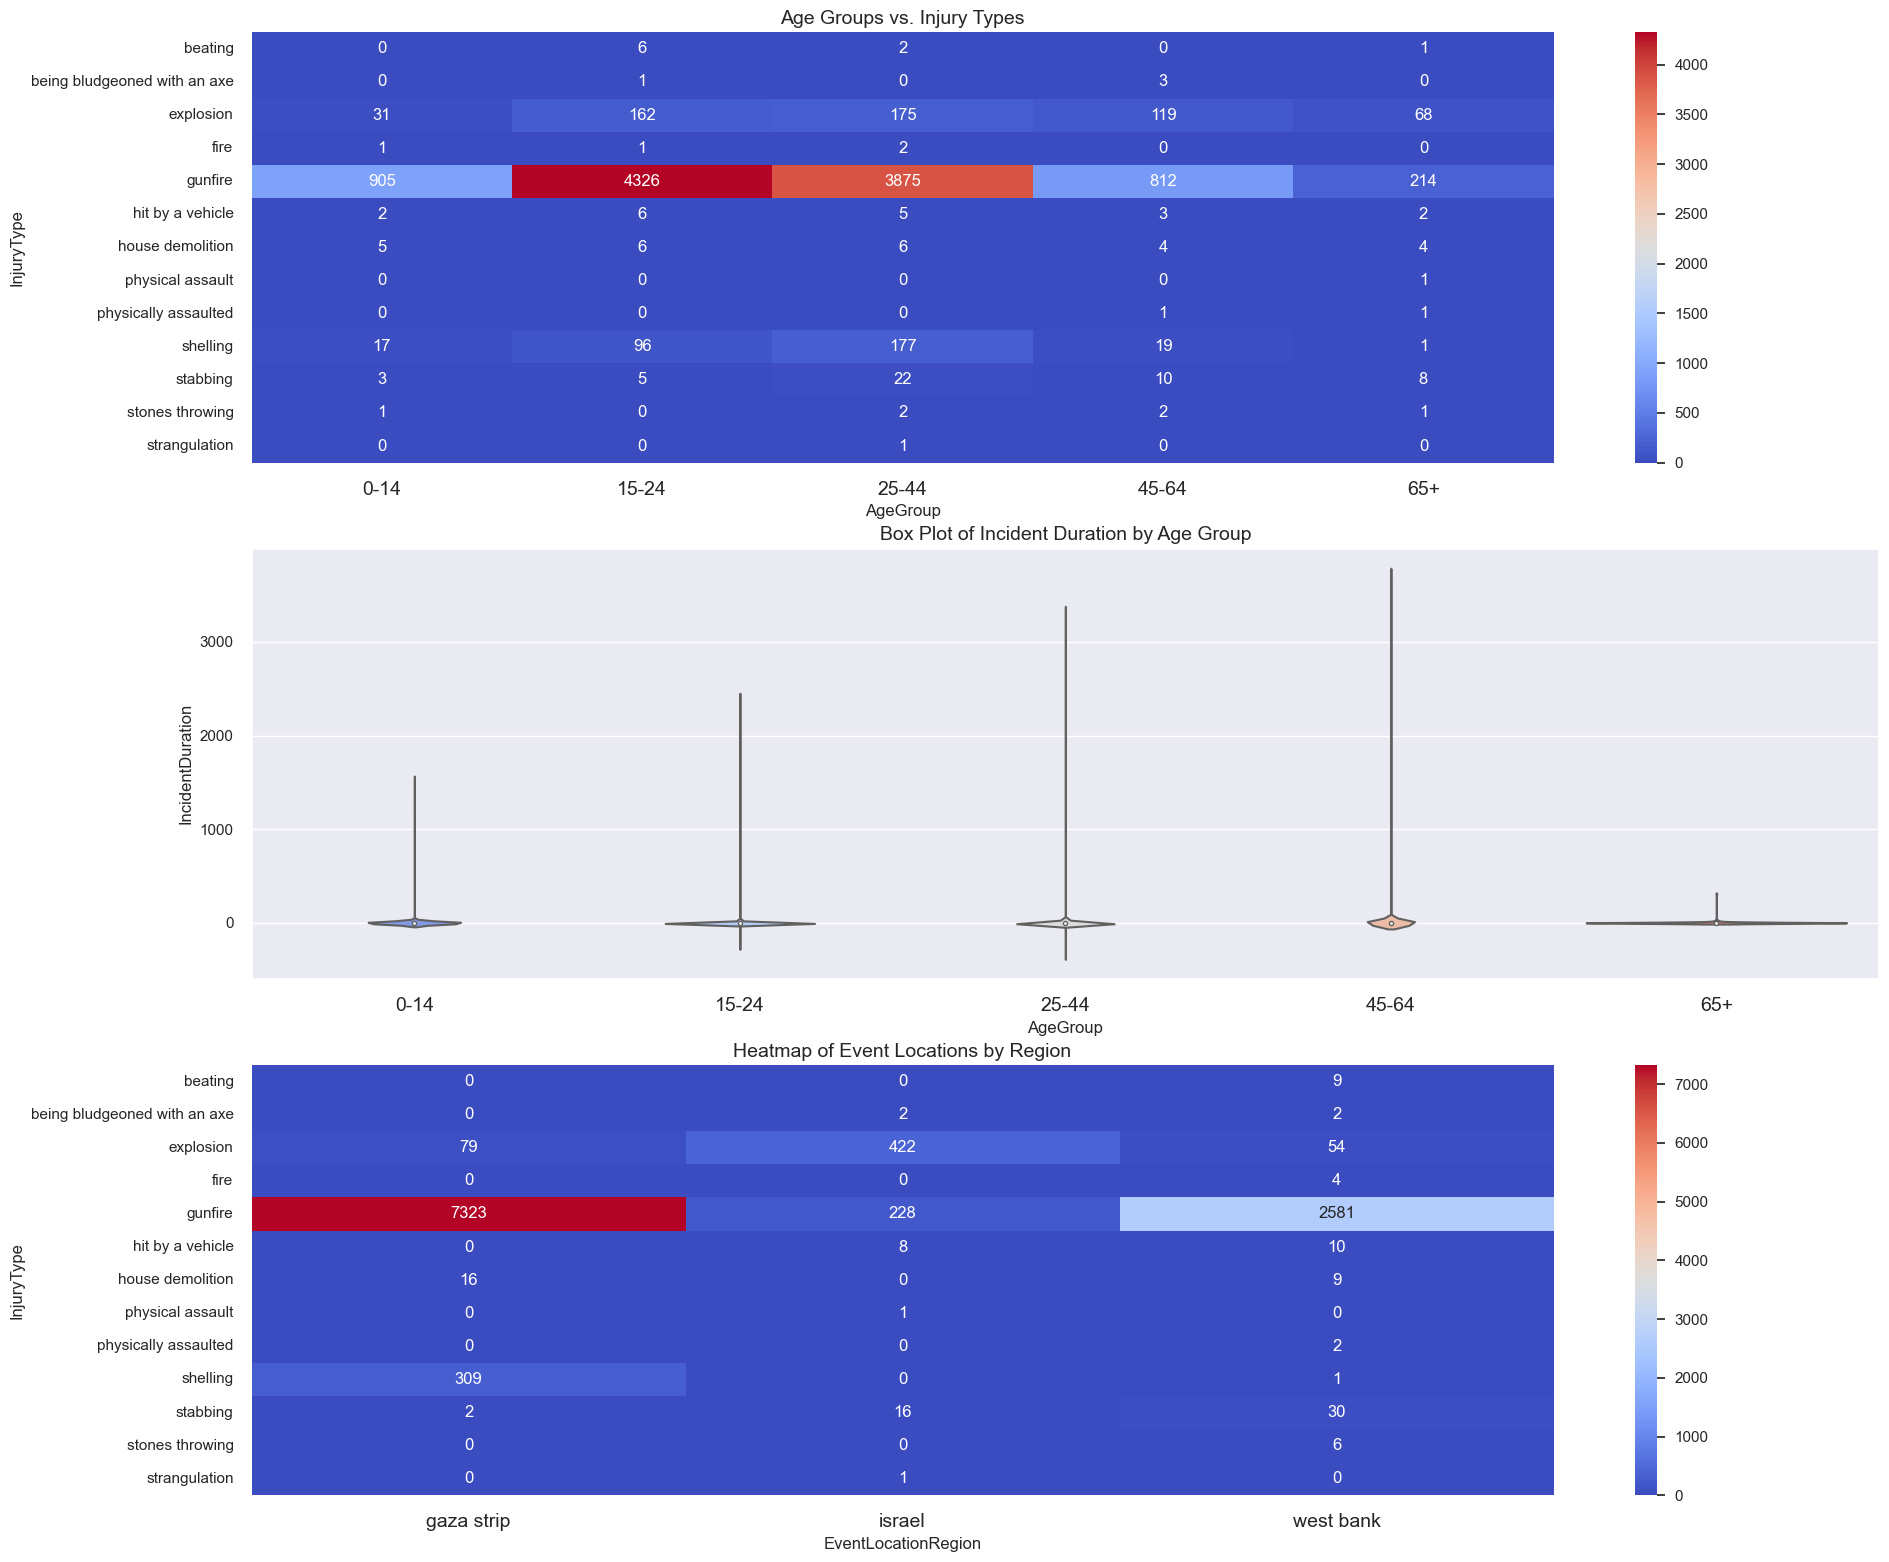 Age Groups vs. Injury Types
beating 0 6 2 0 1
being bludgeoned with an axe 0 1 0 3 0
explosion 31 162 175 119 68
fire 1 1 2 0 0
gunfire 905 4326 3875 812 214
hit by a vehicle 2 6 5 3 2
house demolition 5 6 6 4 4
physical assault 0 0 0 0 1
physically assaulted 0 0 0 1 1
shelling 17 96 177 19 1
stabbing 3 5 22 10 8
stones throwing 1 0 2 2 1
strangulation 0 0 1 0 0
InjuryType
0-14 15-24 25-44 45-64 65+
AgeGroup
4000
3500
3000
2500
2000
1500
1000
500
0
Box Plot of Incident Duration by Age Group
IncidentDuration
3000
2000
1000
0
0-14 15-24 25-44 45-64 65+
AgeGroup
Heatmap of Event Locations by Region
beating 0 0 9
being bludgeoned with an axe 0 2 2
explosion 79 422 54
fire 0 0 4
gunfire 7323 228 2581
hit by a vehicle 0 8 10
house demolition 16 0 9
physical assault 0 1 0
physically assaulted 0 0 2
shelling 309 0 1
stabbing 2 16 30
stones throwing 0 0 6
strangulation 0 1 0
InjuryType
gaza strip israel west bank
EventLocationRegion
7000
6000
5000
4000
3000
2000
1000
0